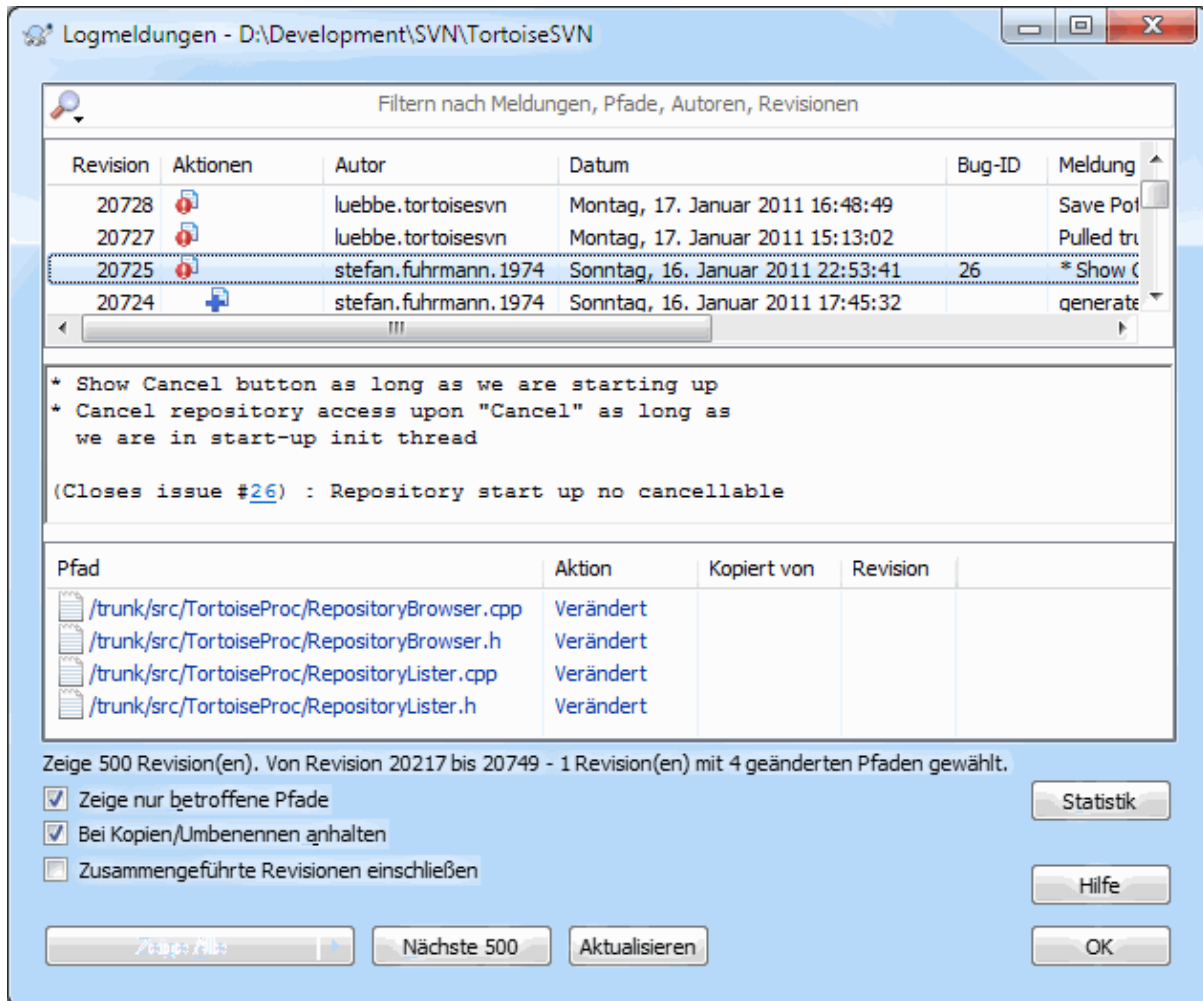 Logmeldungen - D:\Development\SVN\TortoiseSVN
Filtern nach Meldungen, Pfade, Autoren, Revisionen
Revision Aktionen Autor Datum Bug-ID Meldung
20728 luebbe.tortoisesvn Montag, 17. Januar 2011 16:48:49 Save Pot
20727 luebbe.tortoisesvn Montag, 17. Januar 2011 15:13:02 Pulled tru
20725 stefan.fuhrmann.1974 Sonntag, 16. Januar 2011 22:53:41 26 * Show C
20724 stefan.fuhrmann.1974 Sonntag, 16. Januar 2011 17:45:32 generate
* Show Cancel button as long as we are starting up
* Cancel repository access upon "Cancel" as long as
we are in start-up init thread
(Closes issue #26) : Repository start up no cancellable
Pfad Aktion Kopiert von Revision
/trunk/src/TortoiseProc/RepositoryBrowser.cpp Verändert
/trunk/src/TortoiseProc/RepositoryBrowser.h Verändert
/trunk/src/TortoiseProc/RepositoryLister.cpp Verändert
/trunk/src/TortoiseProc/RepositoryLister.h Verändert
Zeige 500 Revision(en). Von Revision 20217 bis 20749 - 1 Revision(en) mit 4 geänderten Pfaden gewählt.
Zeige nur betroffene Pfade
Statistik
Bei Kopien/Umbenennen anhalten
Zusammengeführte Revisionen einschließen
Hilfe
Nächste 500 Aktualisieren OK